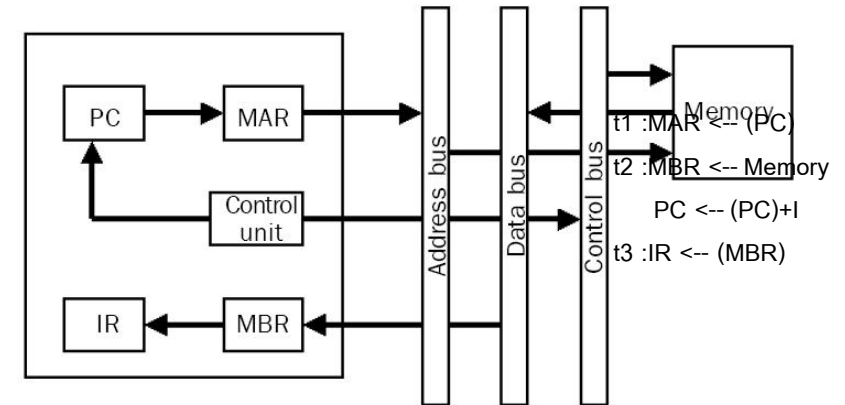 PC
MAR
Control
unit
IR
MBR
Address bus
Data bus
Control bus
Memory
t1 :MAR <-- (PC)
t2 :MBR <-- Memory
PC <-- (PC)+I
t3 :IR <-- (MBR)